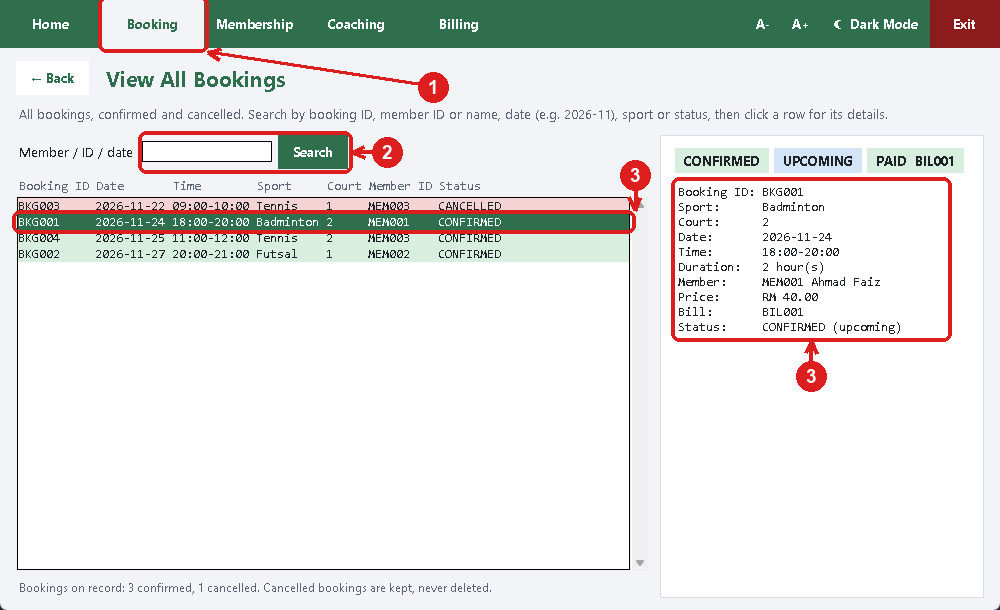 Home Booking Membership Coaching Billing A- A+ ☾ Dark Mode Exit
1
← Back View All Bookings
All bookings, confirmed and cancelled. Search by booking ID, member ID or name, date (e.g. 2026-11), sport or status, then click a row for its details.
Member / ID / date Search 2
3
Booking ID Date Time Sport Court Member ID Status
BKG003 2026-11-22 09:00-10:00 Tennis 1 MEM003 CANCELLED
BKG001 2026-11-24 18:00-20:00 Badminton 2 MEM001 CONFIRMED
BKG004 2026-11-25 11:00-12:00 Tennis 2 MEM003 CONFIRMED
BKG002 2026-11-27 20:00-21:00 Futsal 1 MEM002 CONFIRMED
CONFIRMED UPCOMING PAID BIL001
Booking ID: BKG001
Sport: Badminton
Court: 2
Date: 2026-11-24
Time: 18:00-20:00
Duration: 2 hour(s)
Member: MEM001 Ahmad Faiz
Price: RM 40.00
Bill: BIL001
Status: CONFIRMED (upcoming)
3
Bookings on record: 3 confirmed, 1 cancelled. Cancelled bookings are kept, never deleted.